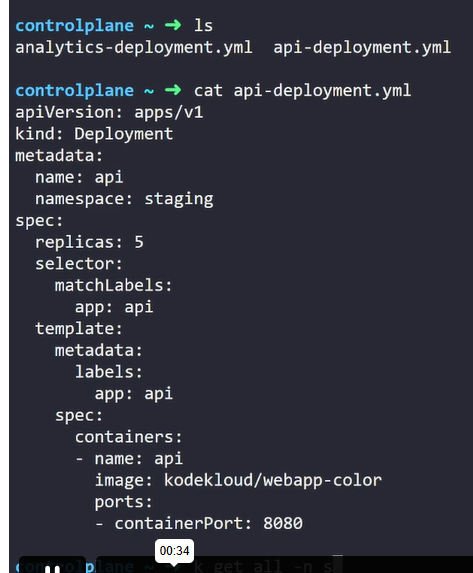 controlplane ~ ➜ ls
analytics-deployment.yml  api-deployment.yml
controlplane ~ ➜ cat api-deployment.yml
apiVersion: apps/v1
kind: Deployment
metadata:
  name: api
  namespace: staging
spec:
  replicas: 5
  selector:
    matchLabels:
      app: api
  template:
    metadata:
      labels:
        app: api
    spec:
      containers:
      - name: api
        image: kodekloud/webapp-color
        ports:
        - containerPort: 8080
00:34
k get all -n s